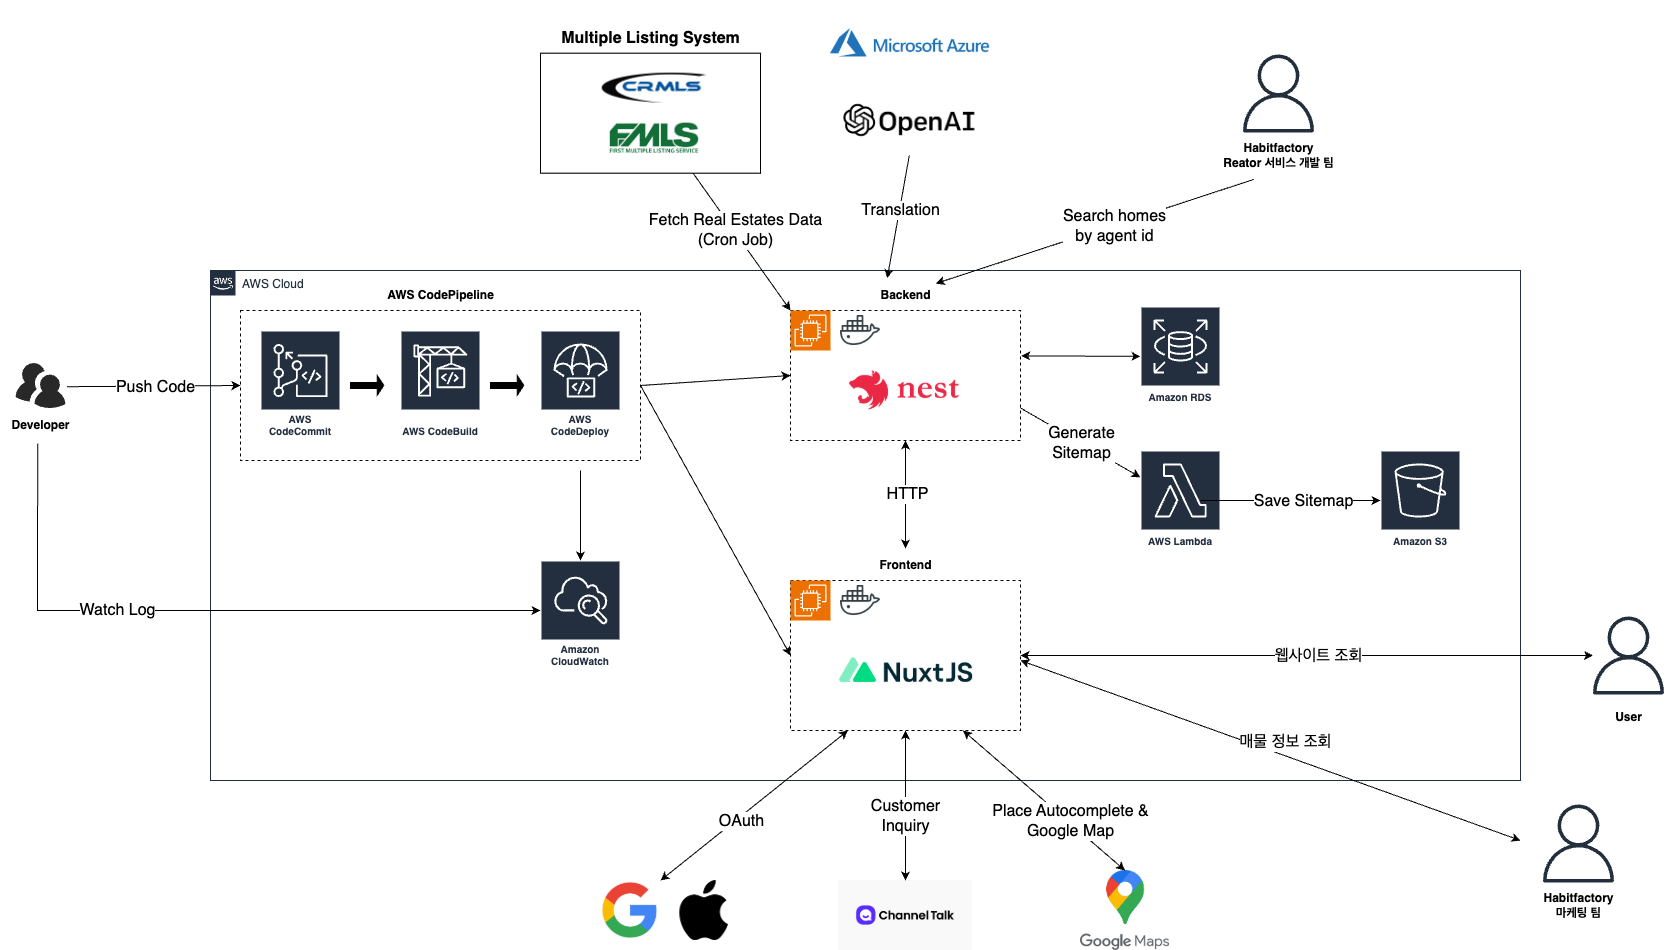 Multiple Listing System
CRMLS
FMLS
FIRST MULTIPLE LISTING SERVICE
Microsoft Azure
OpenAI
Habitfactory
Reator 서비스 개발 팀
Fetch Real Estates Data
(Cron Job)
Translation
Search homes
by agent id
aws
AWS Cloud
AWS CodePipeline
Backend
Developer
Push Code
AWS
CodeCommit
AWS CodeBuild
AWS
CodeDeploy
nest
Amazon RDS
Generate
Sitemap
AWS Lambda
Save Sitemap
Amazon S3
HTTP
Frontend
Watch Log
Amazon
CloudWatch
NuxtJS
웹사이트 조회
User
매물 정보 조회
OAuth
Customer
Inquiry
Place Autocomplete &
Google Map
Channel Talk
Google Maps
Habitfactory
마케팅 팀